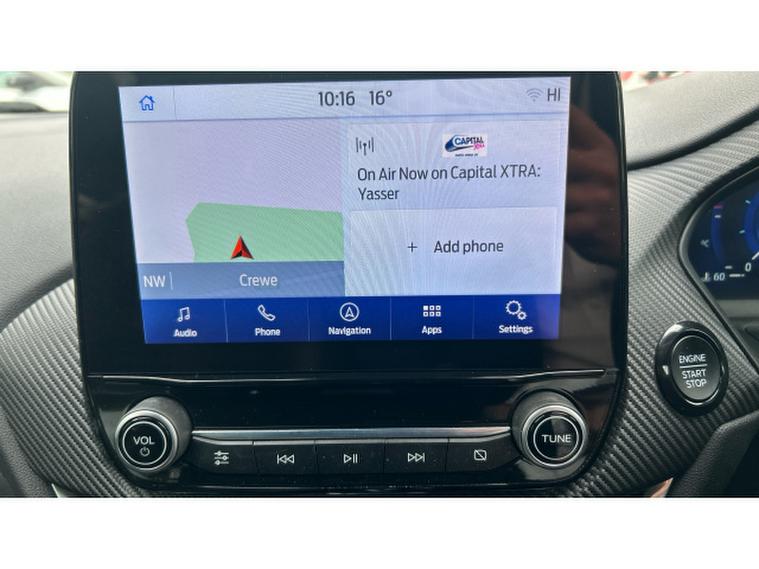 10:16 16° HI
CAPITAL
XTRA
On Air Now on Capital XTRA:
Yasser
+ Add phone
NW Crewe
Audio Phone Navigation Apps Settings
ENGINE
START
STOP
VOL
TUNE
60
0